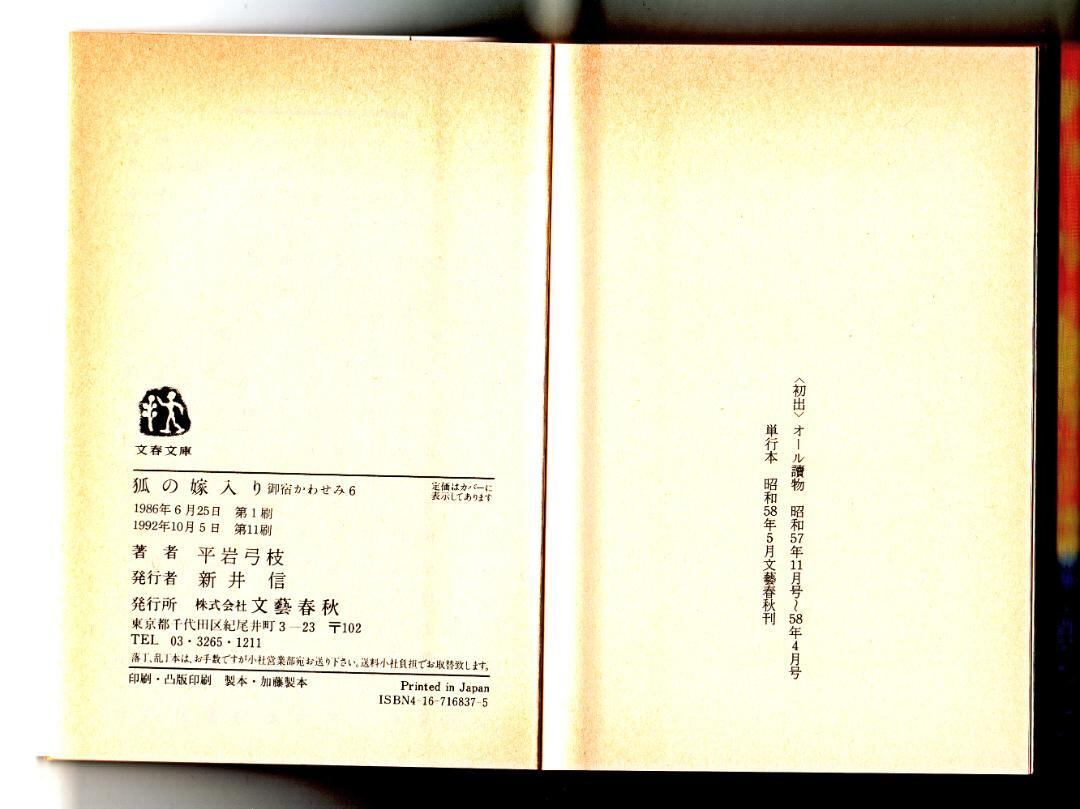 〈初出〉オール讀物　昭和57年11月号〜58年4月号
単行本　昭和58年5月文藝春秋刊
文春文庫
狐の嫁入り 御宿かわせみ6
定価はカバーに
表示してあります
1986年6月25日　第1刷
1992年10月5日　第11刷
著者　平岩弓枝
発行者　新井　信
発行所　株式会社 文藝春秋
東京都千代田区紀尾井町3—23　〒102
TEL　03・3265・1211
落丁、乱丁本は、お手数ですが小社営業部宛お送り下さい。送料小社負担でお取替致します。
印刷・凸版印刷　製本・加藤製本
Printed in Japan
ISBN4-16-716837-5